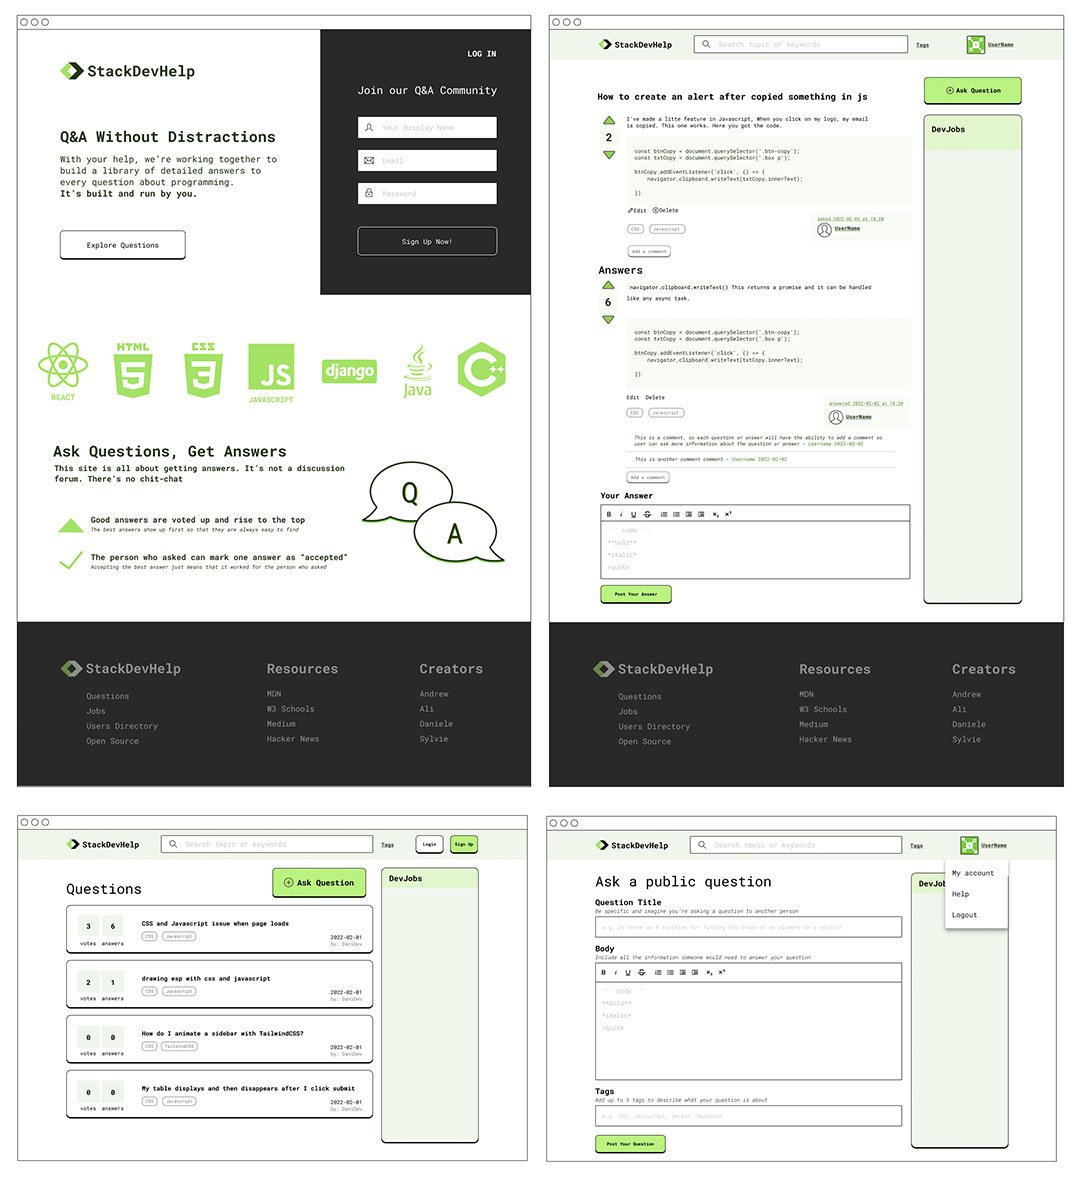 LOG IN
StackDevHelp
Join our Q&A Community
Your Display Name
Q&A Without Distractions
Email
With your help, we're working together to
build a library of detailed answers to
every question about programming.
It's built and run by you.
Password
Explore Questions
Sign Up Now!
HTML
5
CSS
3
JS
django
Java
C++
REACT
JAVASCRIPT
Ask Questions, Get Answers
This site is all about getting answers. It's not a discussion
forum. There's no chit-chat
Q
A
Good answers are voted up and rise to the top
The best answers show up first so that they are always easy to find
The person who asked can mark one answer as "accepted"
Accepting the best answer just means that it worked for the person who asked
StackDevHelp
Questions
Jobs
Users Directory
Open Source
Resources
MDN
W3 Schools
Medium
Hacker News
Creators
Andrew
Ali
Daniele
Sylvie
StackDevHelp
Search topic or keywords
Tags
UserName
Ask Question
DevJobs
How to create an alert after copied something in js
2
I've made a litte feature in Javascript, When you click on my logo, my email
is copied. This one works. Here you got the code.
const btnCopy = document.querySelector('.btn-copy');
const txtCopy = document.querySelector('.box p');
btnCopy.addEventListener('click', () => {
navigator.clipboard.writeText(txtCopy.innerText);
})
Edit Delete
CSS Javascript
asked 2022-02-02 at 18:20
UserName
Add a comment
Answers
6
navigator.clipboard.writeText() This returns a promise and it can be handled
like any async task.
const btnCopy = document.querySelector('.btn-copy');
const txtCopy = document.querySelector('.box p');
btnCopy.addEventListener('click', () => {
navigator.clipboard.writeText(txtCopy.innerText);
})
Edit Delete
CSS Javascript
answered 2022-02-02 at 18:20
UserName
This is a comment, so each question or answer will have the ability to add a comment so
user can ask more information about the question or answer - Username 2022-02-02
This is another comment comment - Username 2022-02-02
Add a comment
Your Answer
B i U S x₂ x²
``` code ```
**bold**
*italic*
>quote
Post Your Answer
StackDevHelp
Questions
Jobs
Users Directory
Open Source
Resources
MDN
W3 Schools
Medium
Hacker News
Creators
Andrew
Ali
Daniele
Sylvie
StackDevHelp
Search topic or keywords
Tags
Login
Sign Up
Questions
Ask Question
DevJobs
3 6
votes answers
CSS and Javascript issue when page loads
CSS Javascript
2022-02-01
by: DaniDev
2 1
votes answers
drawing esp with css and javascript
CSS Javascript
2022-02-01
by: DaniDev
0 0
votes answers
How do I animate a sidebar with TailwindCSS?
CSS TailwindCSS
2022-02-01
by: DaniDev
0 0
votes answers
My table displays and then disappears after I click submit
CSS Javascript
2022-02-01
by: DaniDev
StackDevHelp
Search topic or keywords
Tags
UserName
My account
Help
Logout
Ask a public question
Question Title
Be specific and imagine you're asking a question to another person
e.g. Is there an R function for finding the index of an element in a vector?
Body
Include all the information someone would need to answer your question
B i U S x₂ x²
``` code ```
**bold**
*italic*
>quote
Tags
Add up to 5 tags to describe what your question is about
e.g. iOS, Javascript, vector, function
Post Your Question